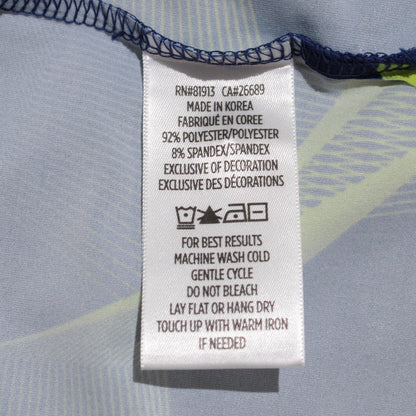 RN#81913 CA#26689
MADE IN KOREA
FABRIQUÉ EN COREE
92% POLYESTER/POLYESTER
8% SPANDEX/SPANDEX
EXCLUSIVE OF DECORATION
EXCLUSIVE DES DÉCORATIONS
FOR BEST RESULTS
MACHINE WASH COLD
GENTLE CYCLE
DO NOT BLEACH
LAY FLAT OR HANG DRY
TOUCH UP WITH WARM IRON
IF NEEDED